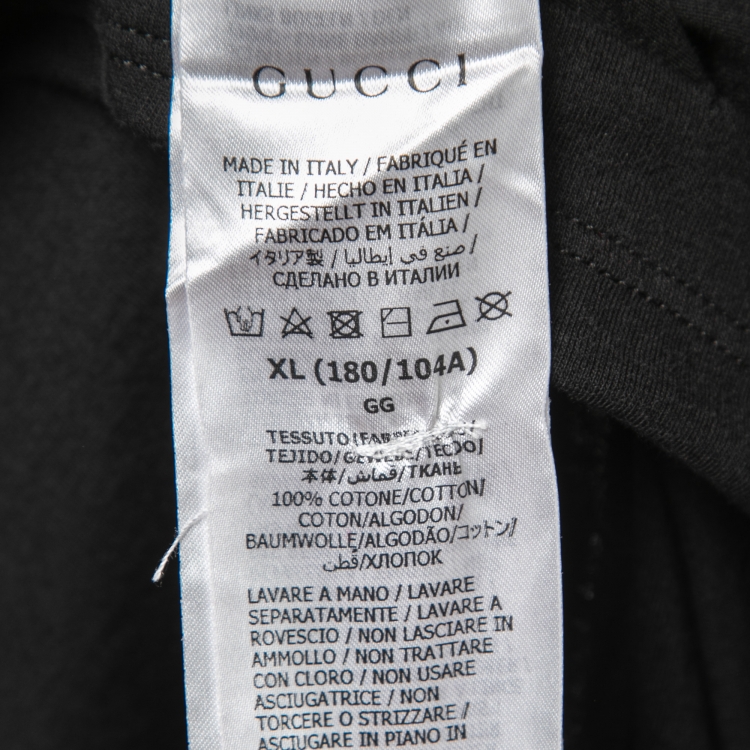 GUCCI
MADE IN ITALY / FABRIQUÉ EN
ITALIE / HECHO EN ITALIA /
HERGESTELLT IN ITALIEN /
FABRICADO EM ITÁLIA /
イタリア製 / صنع في إيطاليا /
СДЕЛАНО В ИТАЛИИ
XL (180/104A)
GG
TESSUTO/
TEJIDO/GEWEBE/TECIDO/
本体/قماش/ТКАНЬ
100% COTONE/COTTON/
COTON/ALGODON/
BAUMWOLLE/ALGODÃO/コットン/
قطن/ХЛОПОК
LAVARE A MANO / LAVARE
SEPARATAMENTE / LAVARE A
ROVESCIO / NON LASCIARE IN
AMMOLLO / NON TRATTARE
CON CLORO / NON USARE
ASCIUGATRICE / NON
TORCERE O STRIZZARE /
ASCIUGARE IN PIANO IN